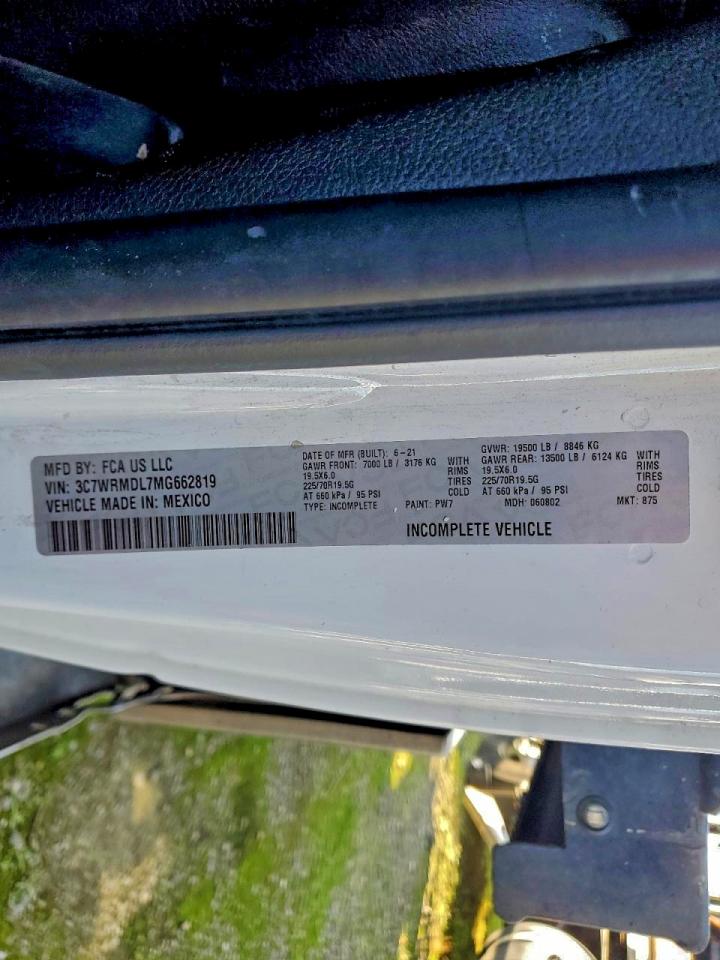 MFD BY: FCA US LLC
VIN: 3C7WRMDL7MG662819
VEHICLE MADE IN: MEXICO
DATE OF MFR (BUILT): 6-21
GAWR FRONT: 7000 LB / 3176 KG WITH
19.5X6.0 RIMS
225/70R19.5G TIRES
AT 660 kPa / 95 PSI COLD
TYPE: INCOMPLETE
GVWR: 19500 LB / 8846 KG
GAWR REAR: 13500 LB / 6124 KG WITH
19.5X6.0 RIMS
225/70R19.5G TIRES
AT 660 kPa / 95 PSI COLD
PAINT: PW7 MDH: 060802 MKT: 875
INCOMPLETE VEHICLE